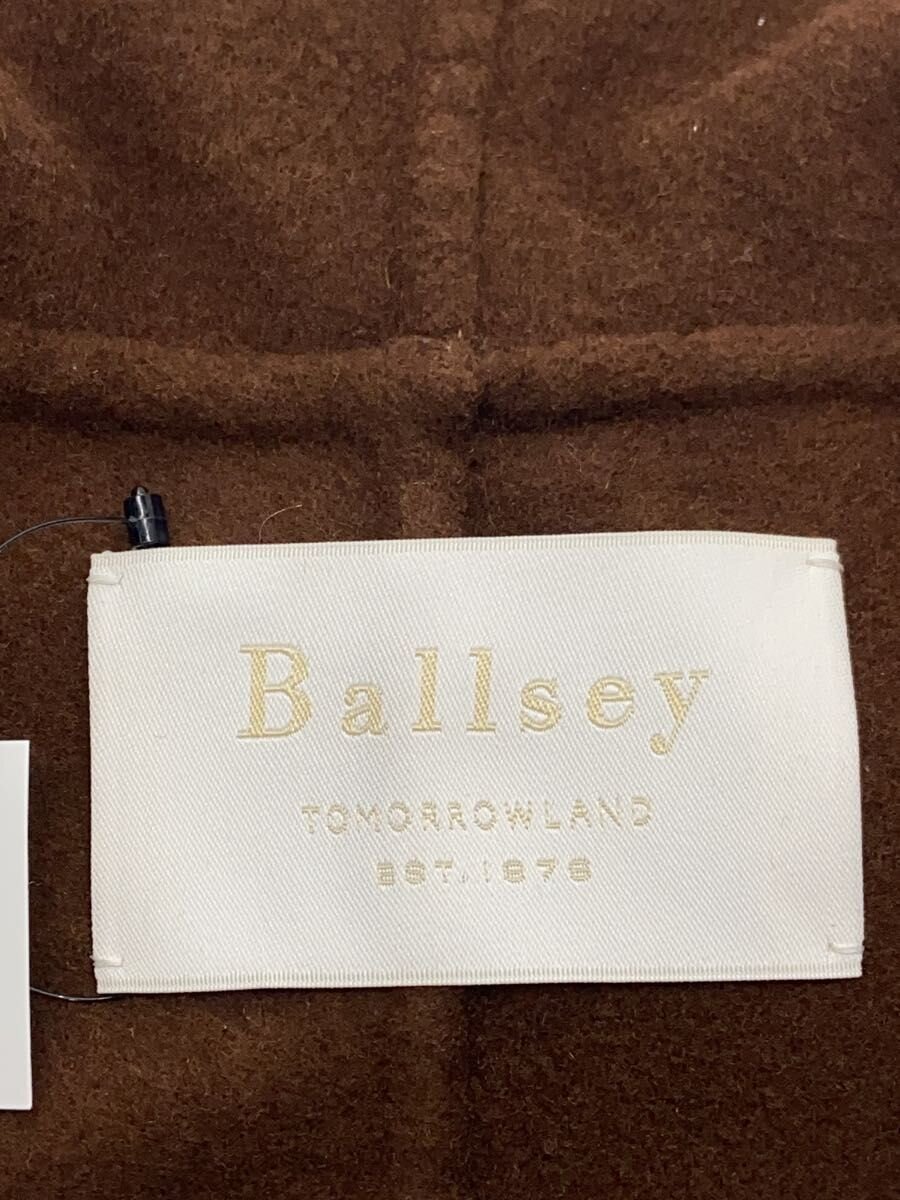 Ballsey
TOMORROWLAND
EST. 1978